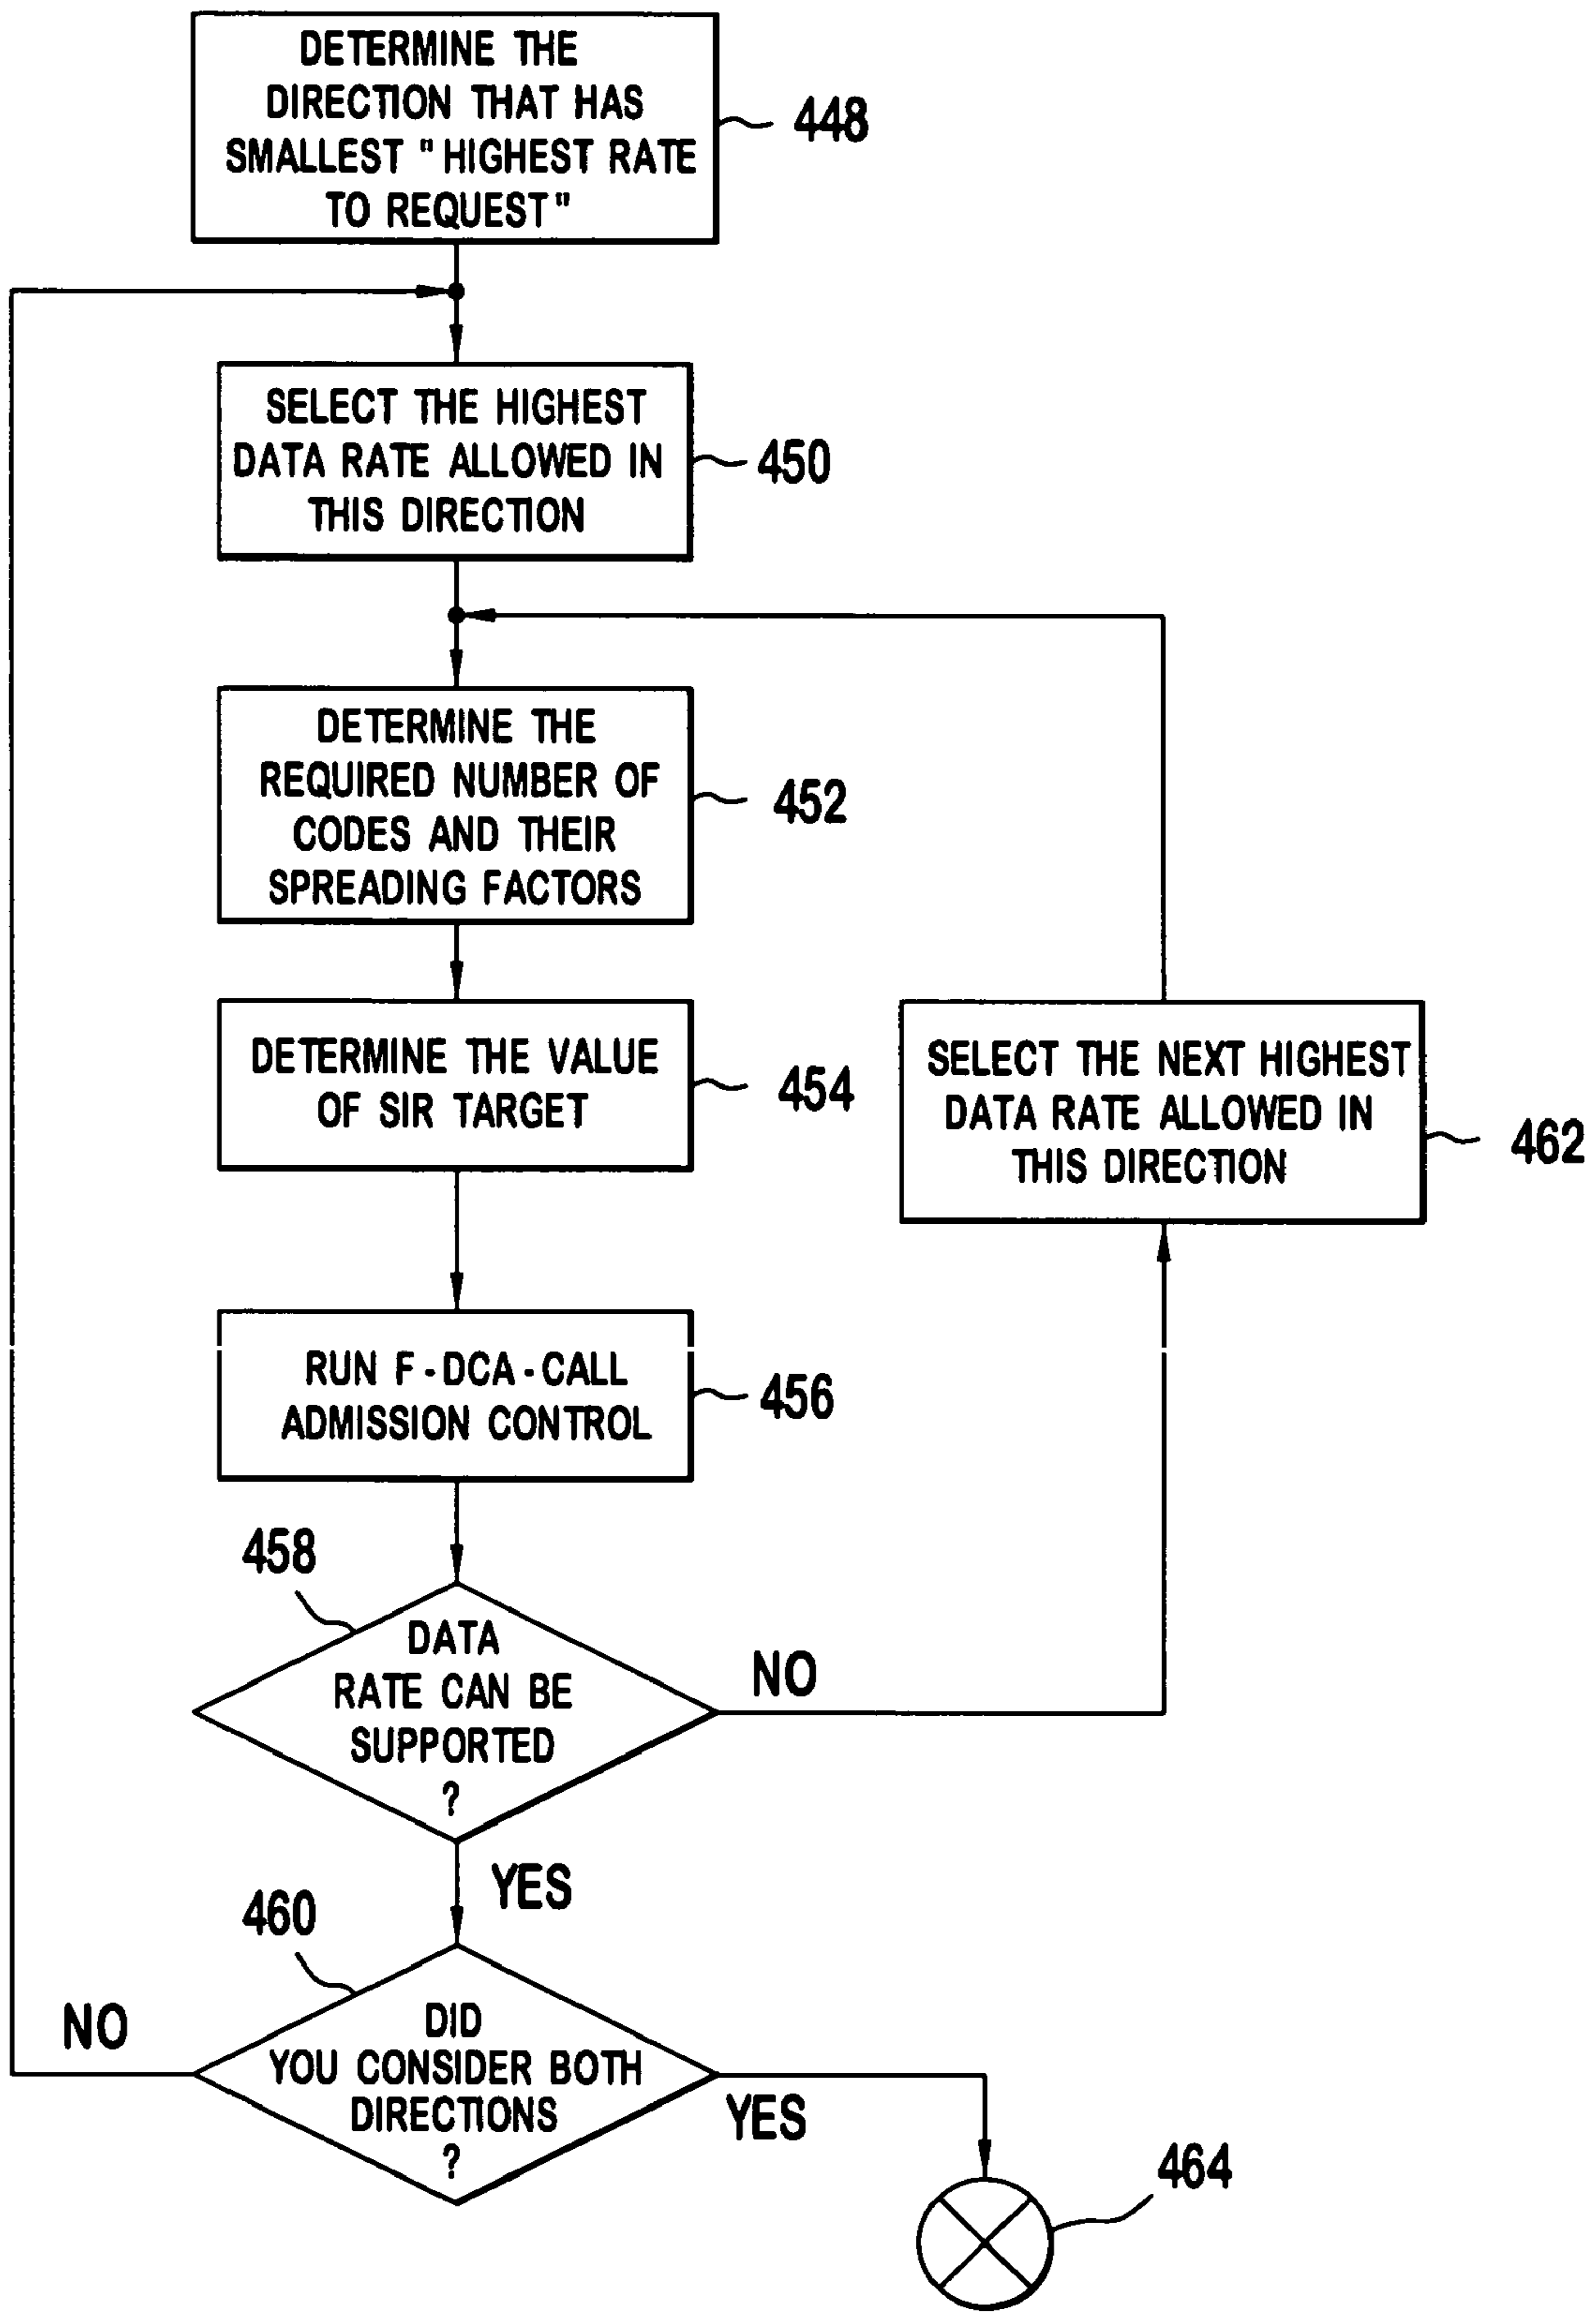 DETERMINE THE
DIRECTION THAT HAS
SMALLEST "HIGHEST RATE
TO REQUEST"
448
SELECT THE HIGHEST
DATA RATE ALLOWED IN
THIS DIRECTION
450
DETERMINE THE
REQUIRED NUMBER OF
CODES AND THEIR
SPREADING FACTORS
452
DETERMINE THE VALUE
OF SIR TARGET
454
SELECT THE NEXT HIGHEST
DATA RATE ALLOWED IN
THIS DIRECTION
462
RUN F-DCA-CALL
ADMISSION CONTROL
456
458
DATA
RATE CAN BE
SUPPORTED
?
NO
YES
460
DID
YOU CONSIDER BOTH
DIRECTIONS
?
NO
YES
464